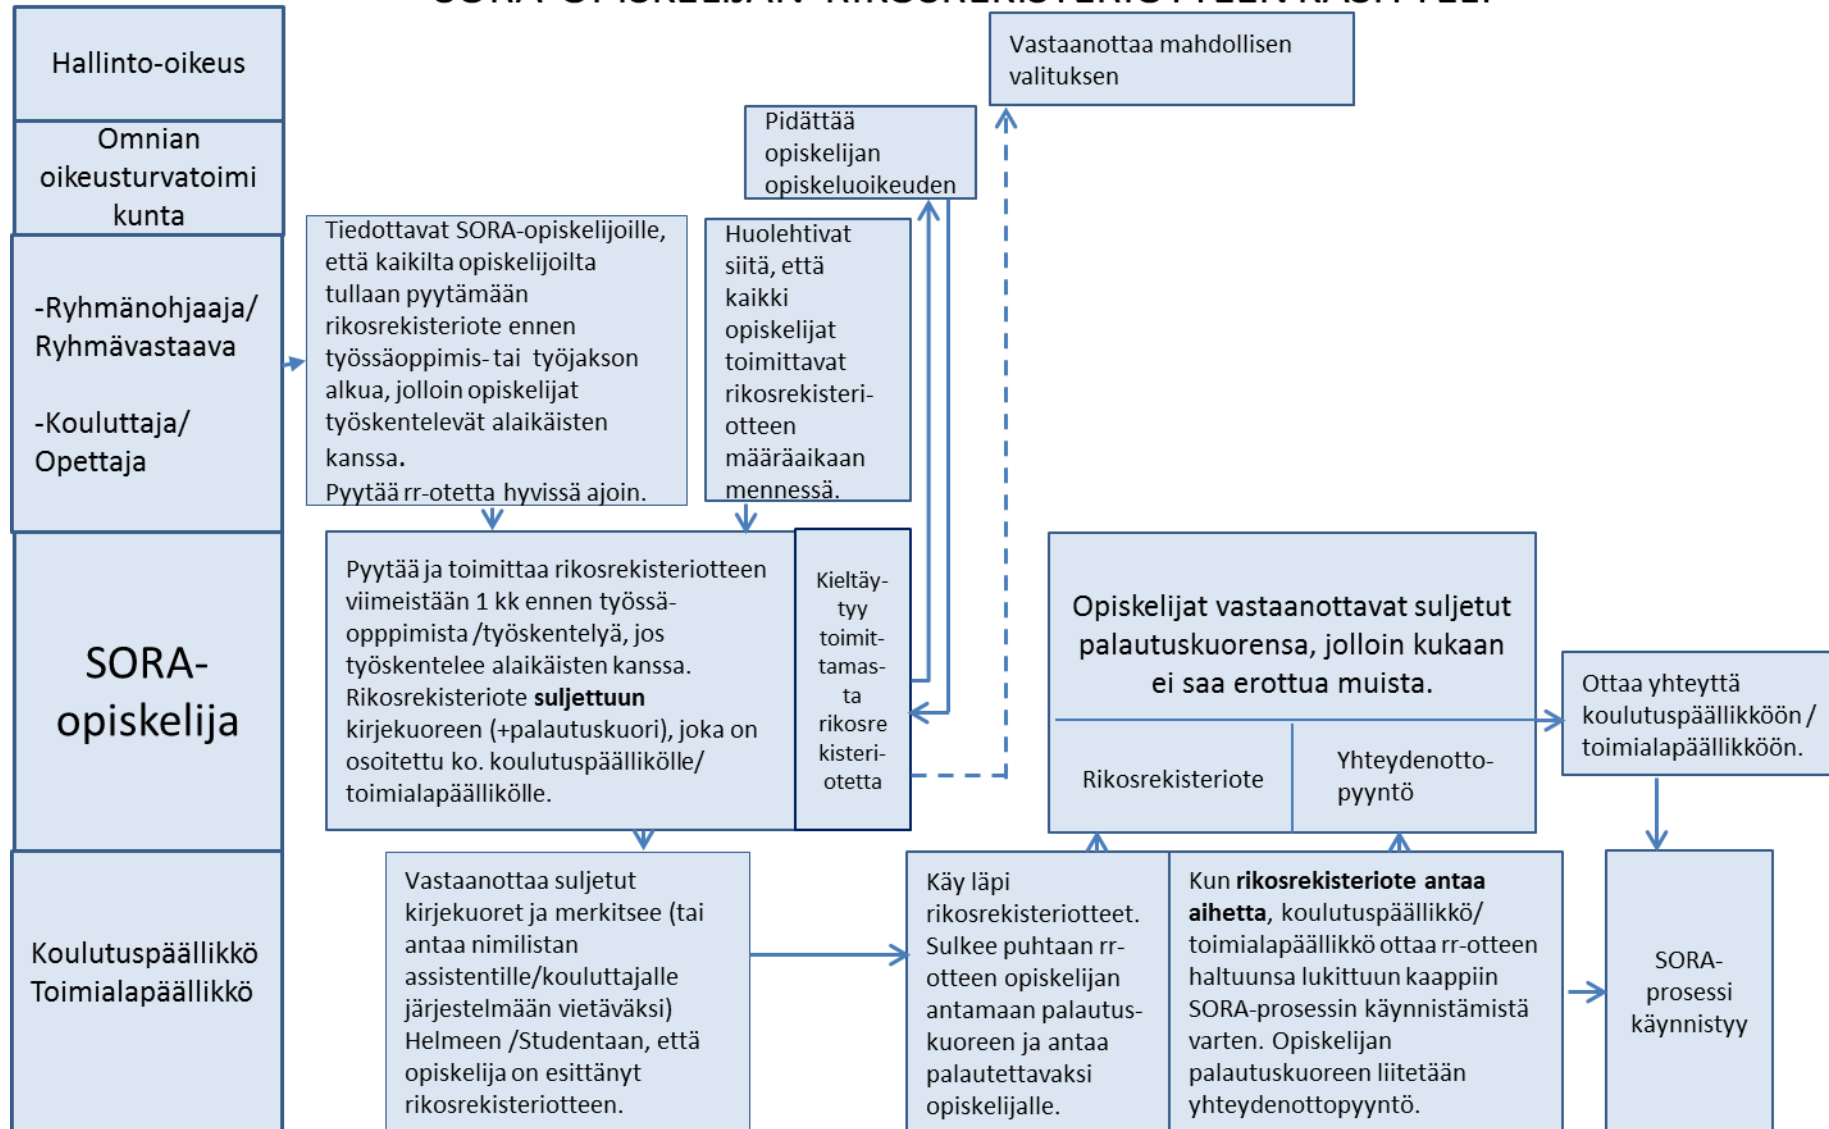 SORA-OPISKELIJAN RIKOSREKISTERIOTTEEN KÄSITTELY
Hallinto-oikeus
Vastaanottaa mahdollisen
valituksen
Omnian
oikeusturvatoimi
kunta
Pidättää
opiskelijan
opiskeluoikeuden
-Ryhmänohjaaja/
Ryhmävastaava
-Kouluttaja/
Opettaja
Tiedottavat SORA-opiskelijoille,
että kaikilta opiskelijoilta
tullaan pyytämään
rikosrekisteriote ennen
työssäoppimis- tai työjakson
alkua, jolloin opiskelijat
työskentelevät alaikäisten
kanssa.
Pyytää rr-otetta hyvissä ajoin.
Huolehtivat
siitä, että
kaikki
opiskelijat
toimittavat
rikosrekisteri-
otteen
määräaikaan
mennessä.
SORA-
opiskelija
Pyytää ja toimittaa rikosrekisteriotteen
viimeistään 1 kk ennen työssä-
opppimista /työskentelyä, jos
työskentelee alaikäisten kanssa.
Rikosrekisteriote suljettuun
kirjekuoreen (+palautuskuori), joka on
osoitettu ko. koulutuspäällikölle/
toimialapäällikölle.
Kieltäy-
tyy
toimit-
tamas-
ta
rikosre
kisteri-
otetta
Opiskelijat vastaanottavat suljetut
palautuskuorensa, jolloin kukaan
ei saa erottua muista.
Rikosrekisteriote
Yhteydenotto-
pyyntö
Ottaa yhteyttä
koulutuspäällikköön /
toimialapäällikköön.
Koulutuspäällikkö
Toimialapäällikkö
Vastaanottaa suljetut
kirjekuoret ja merkitsee (tai
antaa nimilistan
assistentille/kouluttajalle
järjestelmään vietäväksi)
Helmeen /Studentaan, että
opiskelija on esittänyt
rikosrekisteriotteen.
Käy läpi
rikosrekisteriotteet.
Sulkee puhtaan rr-
otteen opiskelijan
antamaan palautus-
kuoreen ja antaa
palautettavaksi
opiskelijalle.
Kun rikosrekisteriote antaa
aihetta, koulutuspäällikkö/
toimialapäällikkö ottaa rr-otteen
haltuunsa lukittuun kaappiin
SORA-prosessin käynnistämistä
varten. Opiskelijan
palautuskuoreen liitetään
yhteydenottopyyntö.
SORA-
prosessi
käynnistyy